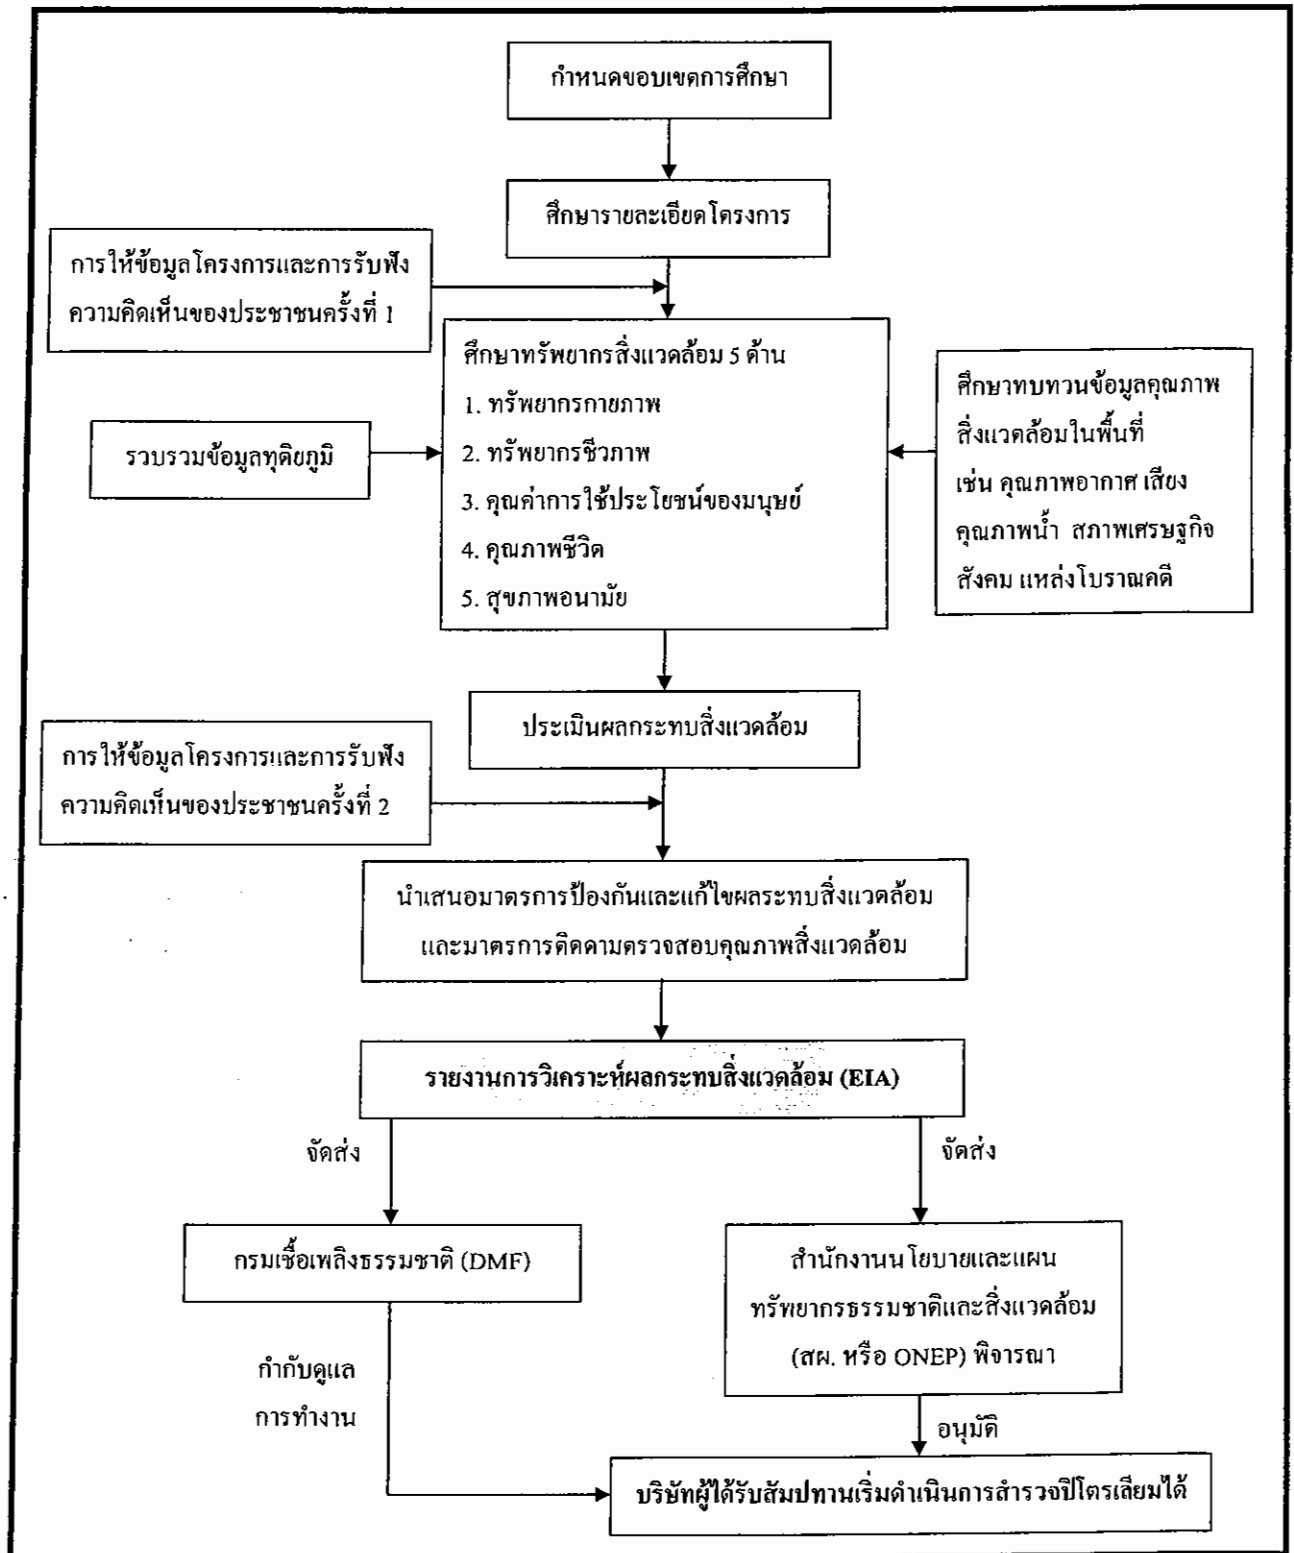 กำหนดขอบเขตการศึกษา
ศึกษารายละเอียดโครงการ
การให้ข้อมูลโครงการและการรับฟัง
ความคิดเห็นของประชาชนครั้งที่ 1
ศึกษาทรัพยากรสิ่งแวดล้อม 5 ด้าน
1. ทรัพยากรกายภาพ
2. ทรัพยากรชีวภาพ
3. คุณค่าการใช้ประโยชน์ของมนุษย์
4. คุณภาพชีวิต
5. สุขภาพอนามัย
รวบรวมข้อมูลทุติยภูมิ
ศึกษาทบทวนข้อมูลคุณภาพ
สิ่งแวดล้อมในพื้นที่
เช่น คุณภาพอากาศ เสียง
คุณภาพน้ำ สภาพเศรษฐกิจ
สังคม แหล่งโบราณคดี
ประเมินผลกระทบสิ่งแวดล้อม
การให้ข้อมูลโครงการและการรับฟัง
ความคิดเห็นของประชาชนครั้งที่ 2
นำเสนอมาตรการป้องกันและแก้ไขผลระทบสิ่งแวดล้อม
และมาตรการติดตามตรวจสอบคุณภาพสิ่งแวดล้อม
รายงานการวิเคราะห์ผลกระทบสิ่งแวดล้อม (EIA)
จัดส่ง
จัดส่ง
กรมเชื้อเพลิงธรรมชาติ (DMF)
สำนักงานนโยบายและแผน
ทรัพยากรธรรมชาติและสิ่งแวดล้อม
(สผ. หรือ ONEP) พิจารณา
กำกับดูแล
การทำงาน
อนุมัติ
บริษัทผู้ได้รับสัมปทานเริ่มดำเนินการสำรวจปิโตรเลียมได้